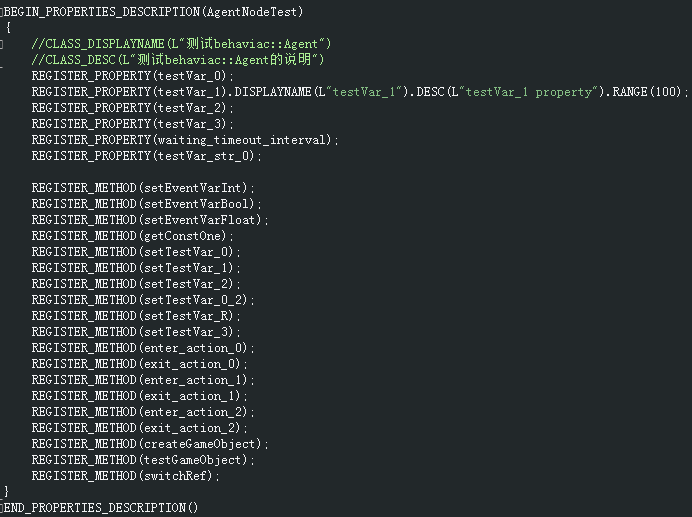 BEGIN_PROPERTIES_DESCRIPTION(AgentNodeTest)
{
//CLASS_DISPLAYNAME(L"测试behaviac::Agent")
//CLASS_DESC(L"测试behaviac::Agent的说明")
REGISTER_PROPERTY(testVar_0);
REGISTER_PROPERTY(testVar_1).DISPLAYNAME(L"testVar_1").DESC(L"testVar_1 property").RANGE(100);
REGISTER_PROPERTY(testVar_2);
REGISTER_PROPERTY(testVar_3);
REGISTER_PROPERTY(waiting_timeout_interval);
REGISTER_PROPERTY(testVar_str_0);
REGISTER_METHOD(setEventVarInt);
REGISTER_METHOD(setEventVarBool);
REGISTER_METHOD(setEventVarFloat);
REGISTER_METHOD(getConstOne);
REGISTER_METHOD(setTestVar_0);
REGISTER_METHOD(setTestVar_1);
REGISTER_METHOD(setTestVar_2);
REGISTER_METHOD(setTestVar_0_2);
REGISTER_METHOD(setTestVar_R);
REGISTER_METHOD(setTestVar_3);
REGISTER_METHOD(enter_action_0);
REGISTER_METHOD(exit_action_0);
REGISTER_METHOD(enter_action_1);
REGISTER_METHOD(exit_action_1);
REGISTER_METHOD(enter_action_2);
REGISTER_METHOD(exit_action_2);
REGISTER_METHOD(createGameObject);
REGISTER_METHOD(testGameObject);
REGISTER_METHOD(switchRef);
}
END_PROPERTIES_DESCRIPTION()